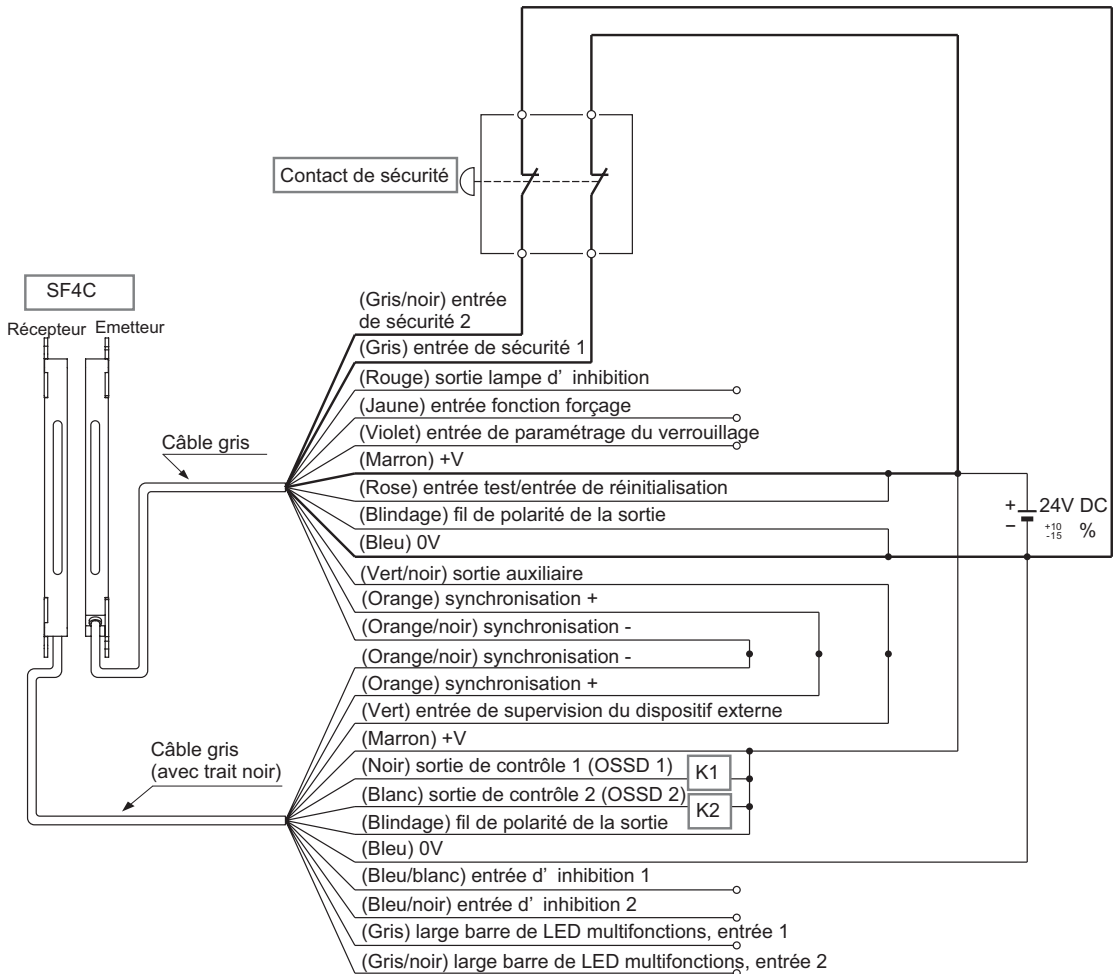 Contact de sécurité
SF4C
Récepteur Emetteur
(Gris/noir) entrée
de sécurité 2
(Gris) entrée de sécurité 1
(Rouge) sortie lampe d' inhibition
(Jaune) entrée fonction forçage
(Violet) entrée de paramétrage du verrouillage
Câble gris
(Marron) +V
(Rose) entrée test/entrée de réinitialisation
(Blindage) fil de polarité de la sortie
(Bleu) 0V
+ 24V DC
− +10 -15 %
(Vert/noir) sortie auxiliaire
(Orange) synchronisation +
(Orange/noir) synchronisation -
(Orange/noir) synchronisation -
(Orange) synchronisation +
(Vert) entrée de supervision du dispositif externe
(Marron) +V
Câble gris
(avec trait noir)
(Noir) sortie de contrôle 1 (OSSD 1)
K1
(Blanc) sortie de contrôle 2 (OSSD 2)
K2
(Blindage) fil de polarité de la sortie
(Bleu) 0V
(Bleu/blanc) entrée d' inhibition 1
(Bleu/noir) entrée d' inhibition 2
(Gris) large barre de LED multifonctions, entrée 1
(Gris/noir) large barre de LED multifonctions, entrée 2